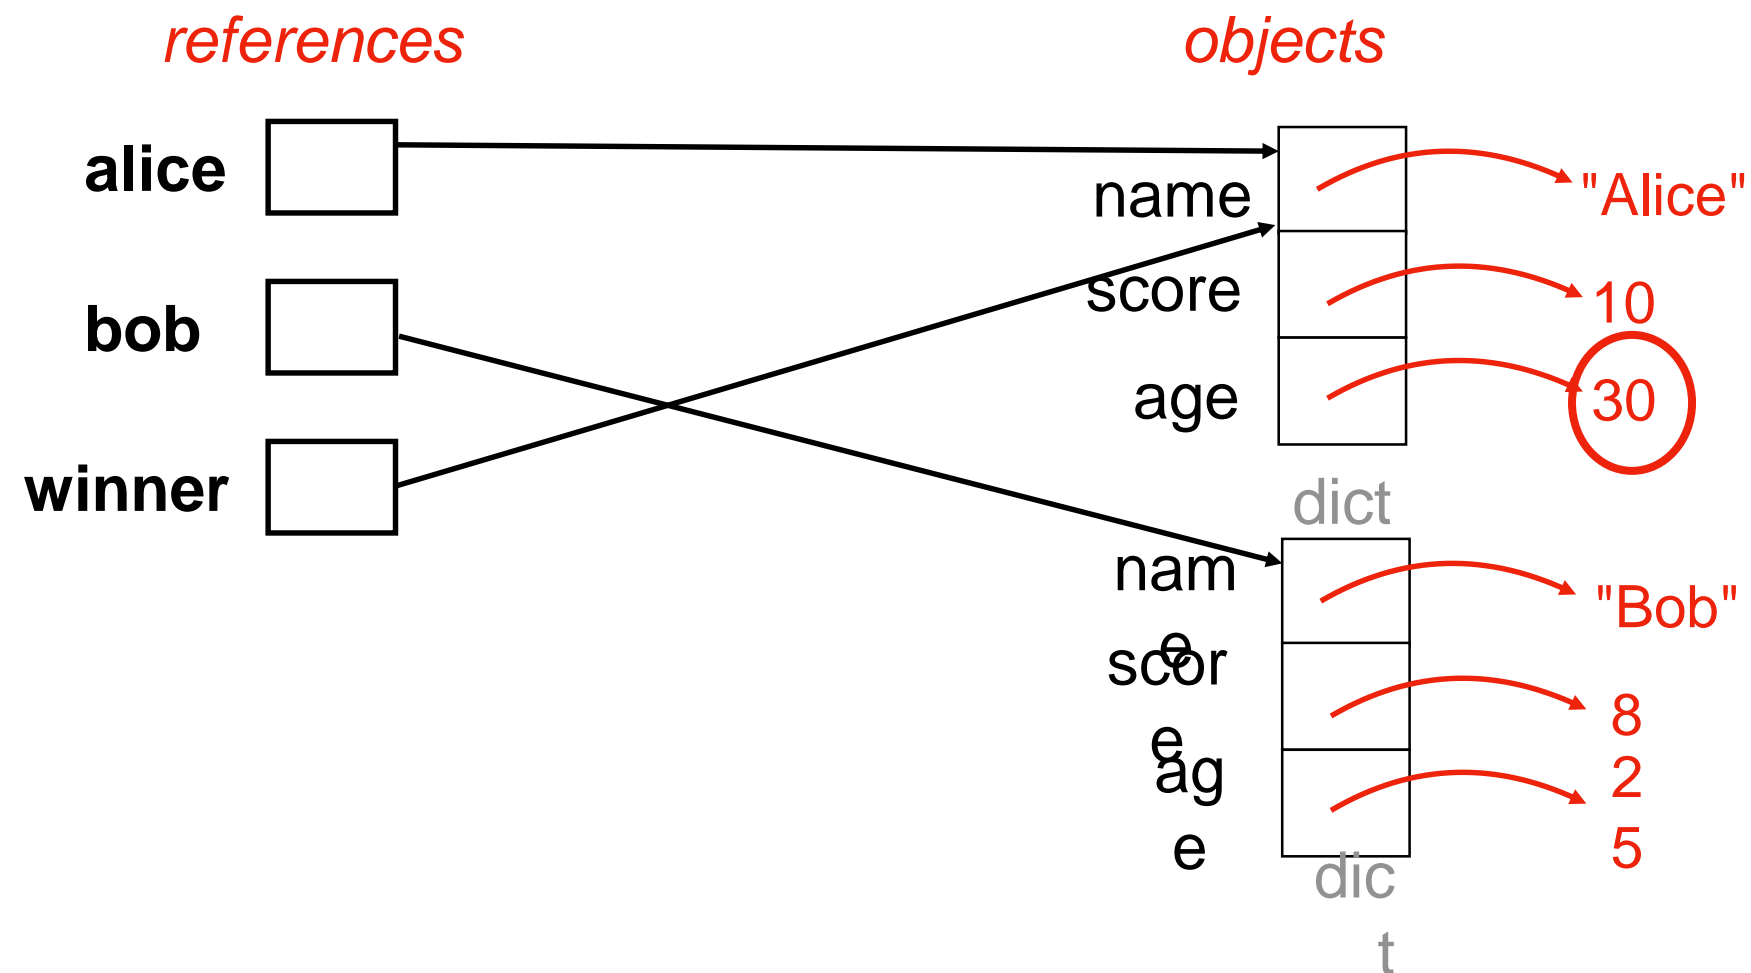 references
objects
alice
name
"Alice"
score
10
bob
age
30
winner
dict
nam
e
"Bob"
scor
e
8
ag
e
2
5
dic
t